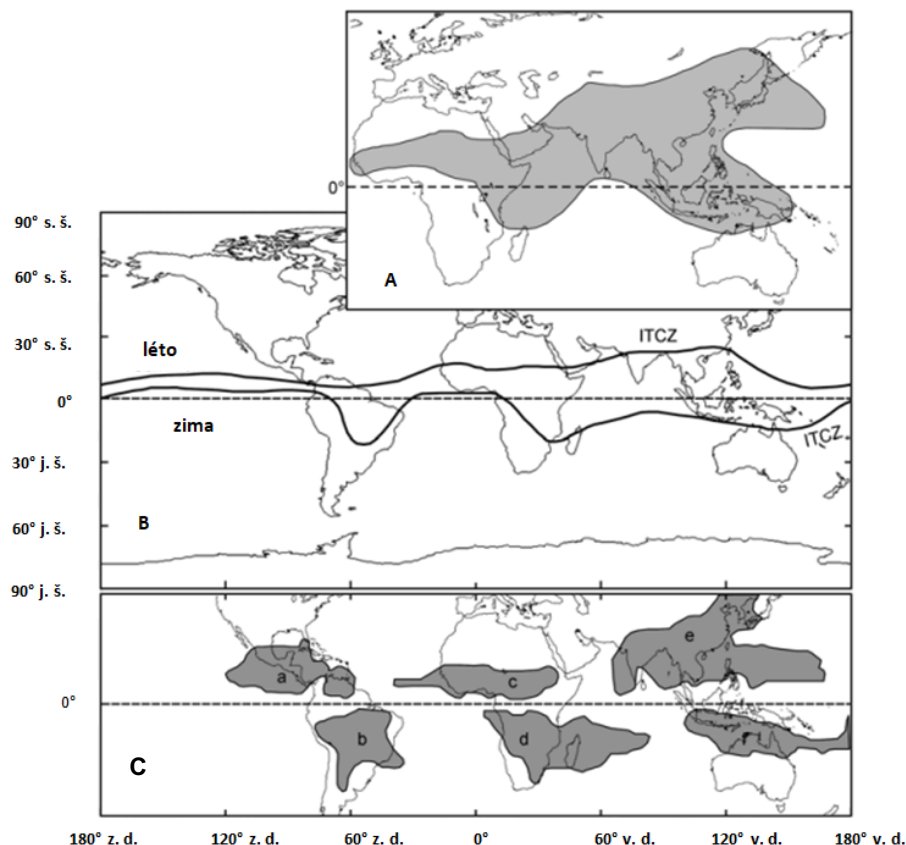 0°
A
90° s. š.
60° s. š.
30° s. š.
0°
30° j. š.
60° j. š.
90° j. š.
léto
ITCZ
zima
ITCZ
B
0°
a
b
c
d
e
C
180° z. d.
120° z. d.
60° z. d.
0°
60° v. d.
120° v. d.
180° v. d.